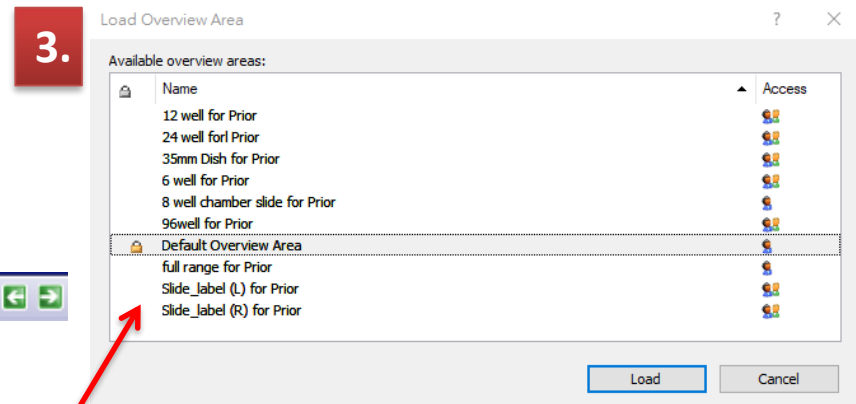 3.
Load Overview Area
Available overview areas:
Name Access
12 well for Prior
24 well forl Prior
35mm Dish for Prior
6 well for Prior
8 well chamber slide for Prior
96well for Prior
Default Overview Area
full range for Prior
Slide_label (L) for Prior
Slide_label (R) for Prior
Load Cancel